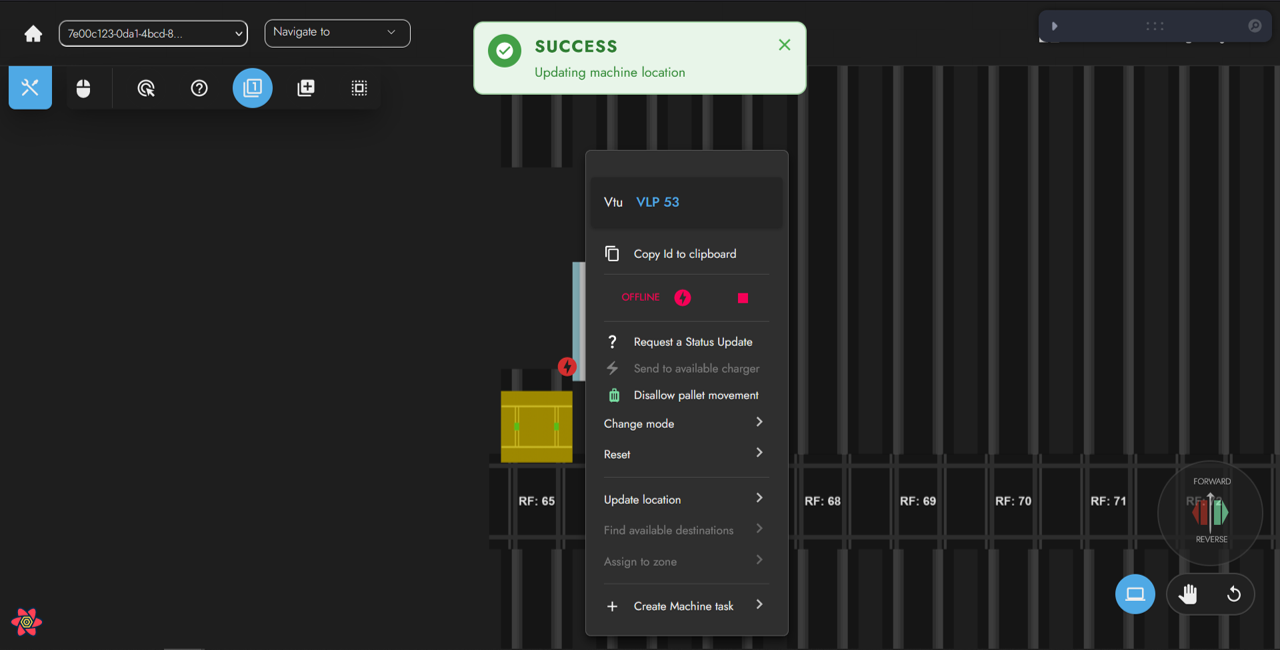 7e00c123-0da1-4bcd-8...
Navigate to
SUCCESS
Updating machine location
1
Vtu VLP 53
Copy Id to clipboard
OFFLINE
Request a Status Update
Send to available charger
Disallow pallet movement
Change mode
Reset
Update location
Find available destinations
Assign to zone
Create Machine task
RF: 65
RF: 68
RF: 69
RF: 70
RF: 71
FORWARD
REVERSE